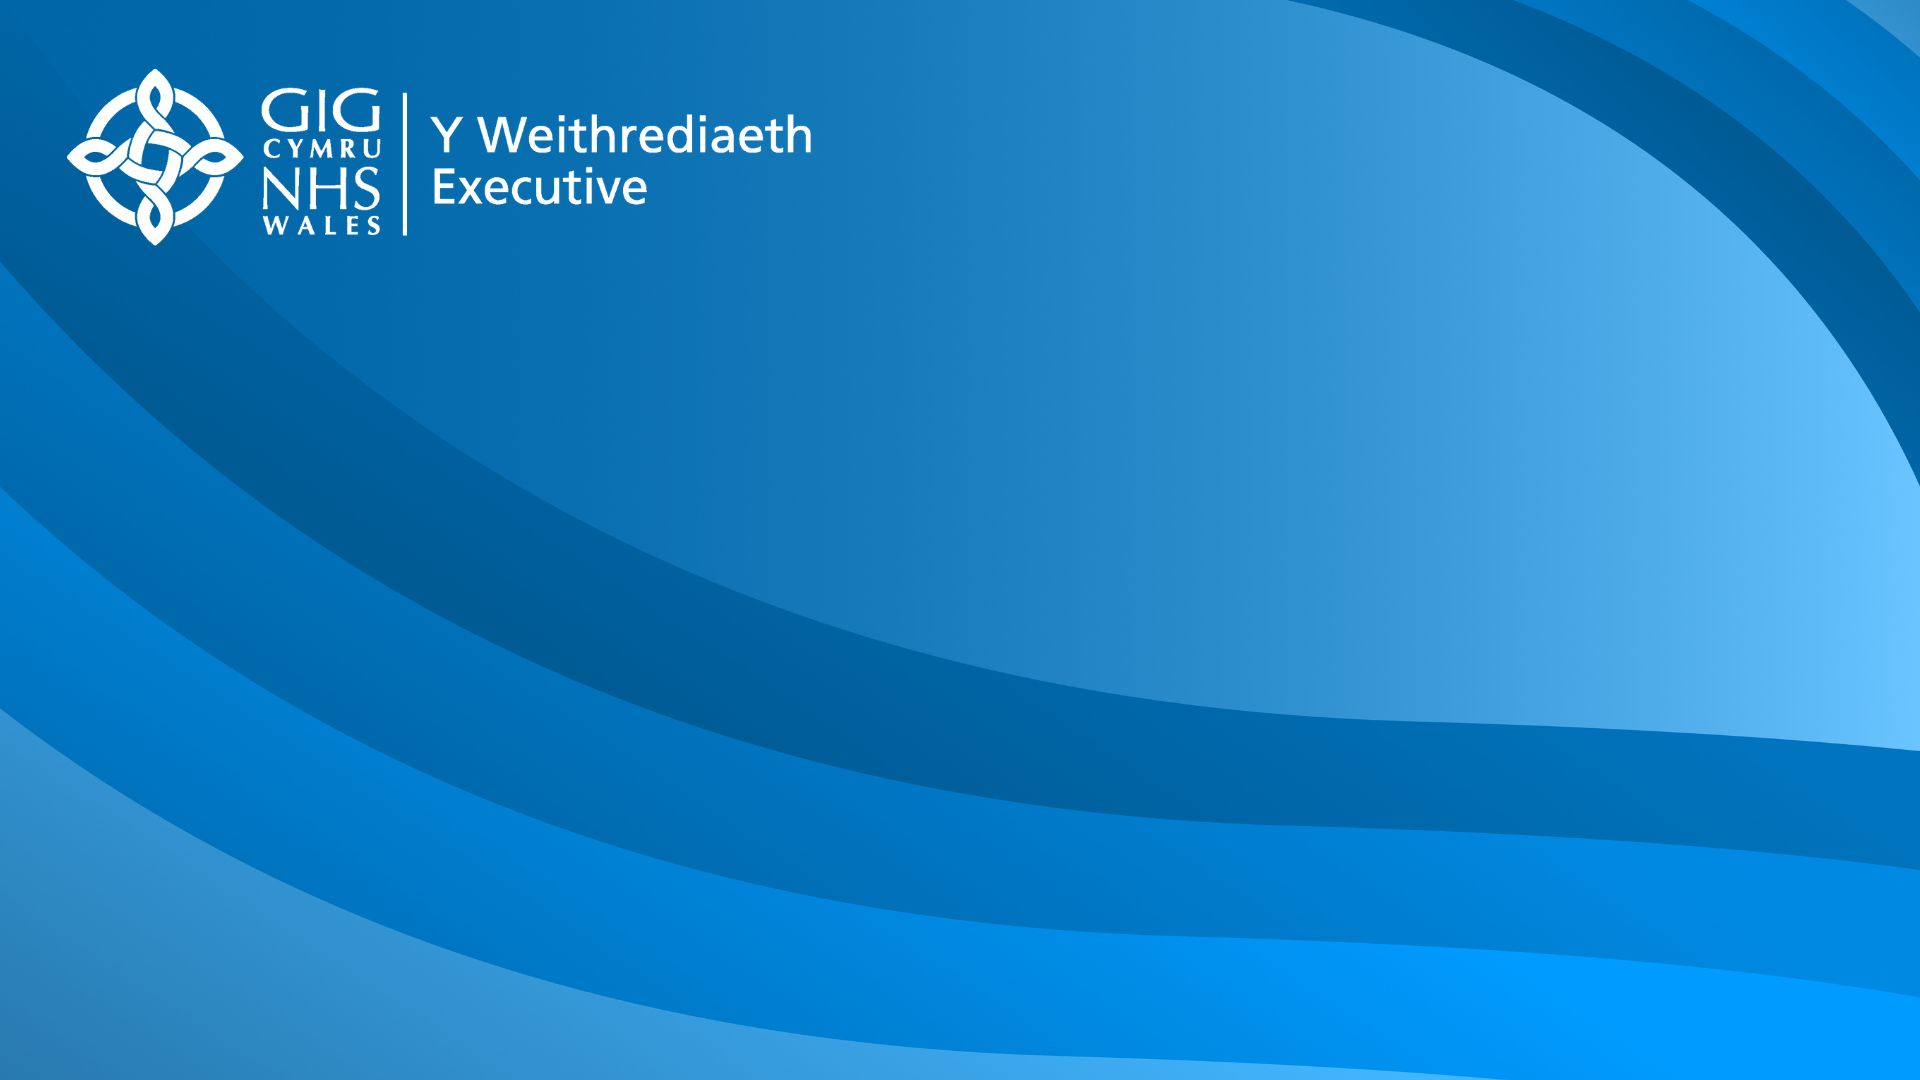 GIG
CYMRU
NHS
WALES
Y Weithrediaeth
Executive